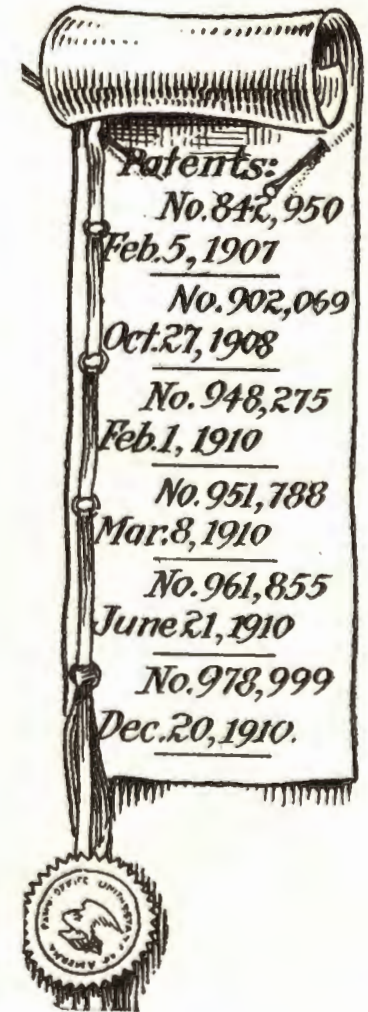 Patents:
No. 842,950
Feb. 5, 1907
No. 902,069
Oct. 27, 1908
No. 948,275
Feb. 1, 1910
No. 951,788
Mar. 8, 1910
No. 961,855
June 21, 1910
No. 978,999
Dec. 20, 1910.